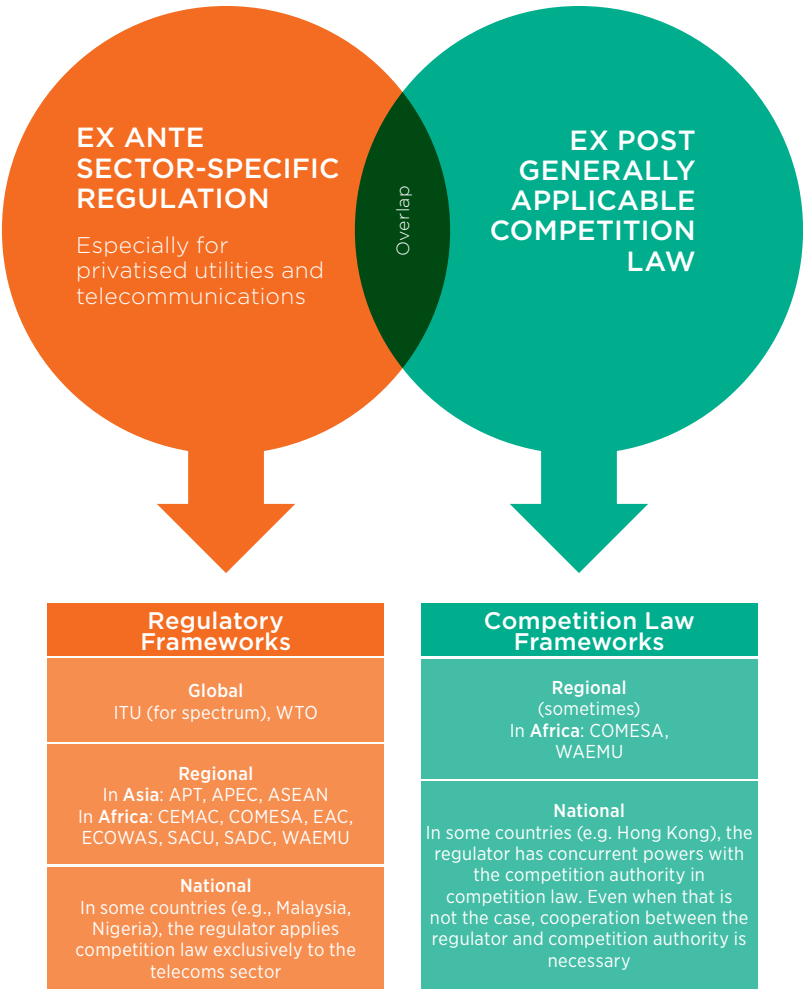 EX ANTE
SECTOR-SPECIFIC
REGULATION
Especially for
privatised utilities and
telecommunications
Overlap
EX POST
GENERALLY
APPLICABLE
COMPETITION
LAW
Regulatory
Frameworks
Global
ITU (for spectrum), WTO
Regional
In Asia: APT, APEC, ASEAN
In Africa: CEMAC, COMESA, EAC,
ECOWAS, SACU, SADC, WAEMU
National
In some countries (e.g., Malaysia,
Nigeria), the regulator applies
competition law exclusively to the
telecoms sector
Competition Law
Frameworks
Regional
(sometimes)
In Africa: COMESA,
WAEMU
National
In some countries (e.g. Hong Kong), the
regulator has concurrent powers with
the competition authority in
competition law. Even when that is
not the case, cooperation between the
regulator and competition authority is
necessary